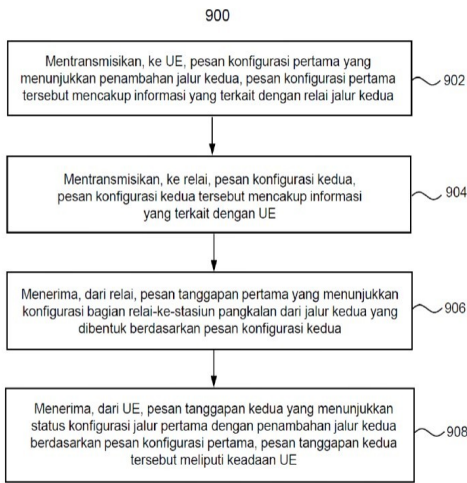 900
Mentransmisikan, ke UE, pesan konfigurasi pertama yang
menunjukkan penambahan jalur kedua, pesan konfigurasi pertama
tersebut mencakup informasi yang terkait dengan relai jalur kedua
902
Mentransmisikan, ke relai, pesan konfigurasi kedua,
pesan konfigurasi kedua tersebut mencakup informasi
yang terkait dengan UE
904
Menerima, dari relai, pesan tanggapan pertama yang menunjukkan
konfigurasi bagian relai-ke-stasiun pangkalan dari jalur kedua yang
dibentuk berdasarkan pesan konfigurasi kedua
906
Menerima, dari UE, pesan tanggapan kedua yang menunjukkan
status konfigurasi jalur pertama dengan penambahan jalur kedua
berdasarkan pesan konfigurasi pertama, pesan tanggapan kedua
tersebut meliputi keadaan UE
908